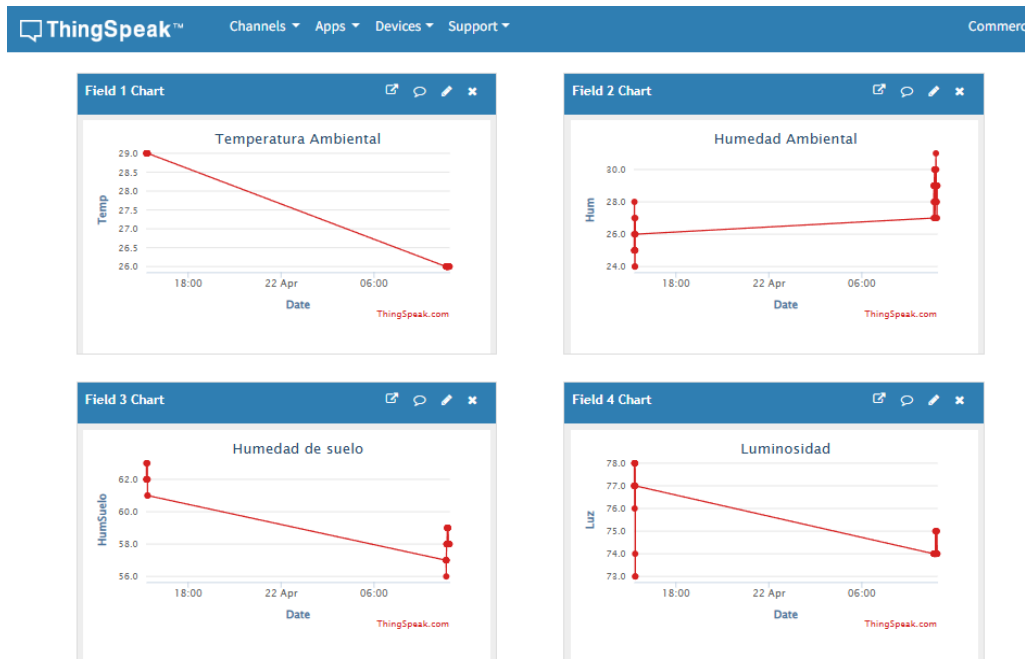 ThingSpeak™ Channels Apps Devices Support Commerc
Field 1 Chart
Temperatura Ambiental
29.0
28.5
28.0
27.5
27.0
26.5
26.0
Temp
18:00 22 Apr 06:00
Date
ThingSpeak.com
Field 2 Chart
Humedad Ambiental
30.0
28.0
26.0
24.0
Hum
18:00 22 Apr 06:00
Date
ThingSpeak.com
Field 3 Chart
Humedad de suelo
62.0
60.0
58.0
56.0
HumSuelo
18:00 22 Apr 06:00
Date
ThingSpeak.com
Field 4 Chart
Luminosidad
78.0
77.0
76.0
75.0
74.0
73.0
Luz
18:00 22 Apr 06:00
Date
ThingSpeak.com